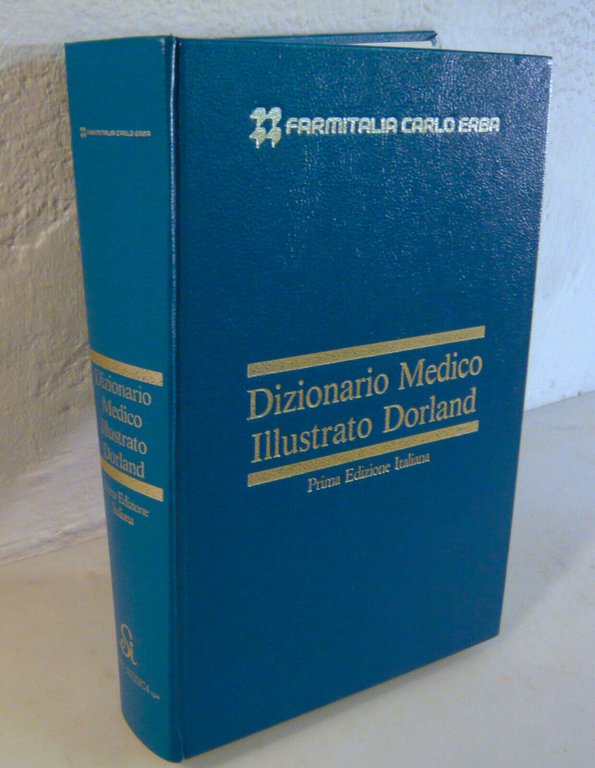 FARMITALIA CARLO ERBA
Dizionario Medico
Illustrato Dorland
Prima Edizione Italiana
FARMITALIA CARLO ERBA
Dizionario
Medico
Illustrato
Dorland
Prima Edizione
Italiana